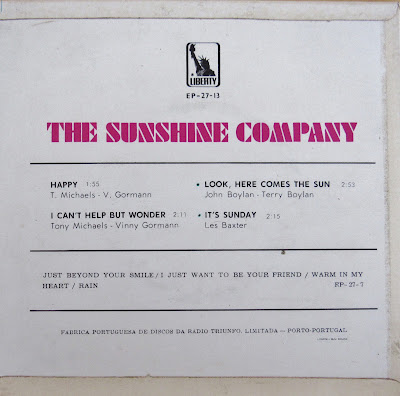 LIBERTY
EP-27-13
THE SUNSHINE COMPANY
HAPPY 1:55
T. Michaels - V. Gormann
I CAN'T HELP BUT WONDER 2:11
Tony Michaels - Vinny Gormann
• LOOK, HERE COMES THE SUN 2:53
John Boylan - Terry Boylan
• IT'S SUNDAY 2:15
Les Baxter
JUST BEYOND YOUR SMILE / I JUST WANT TO BE YOUR FRIEND / WARM IN MY
HEART / RAIN EP- 27-7
FABRICA PORTUGUESA DE DISCOS DA RADIO TRIUNFO, LIMITADA — PORTO-PORTUGAL